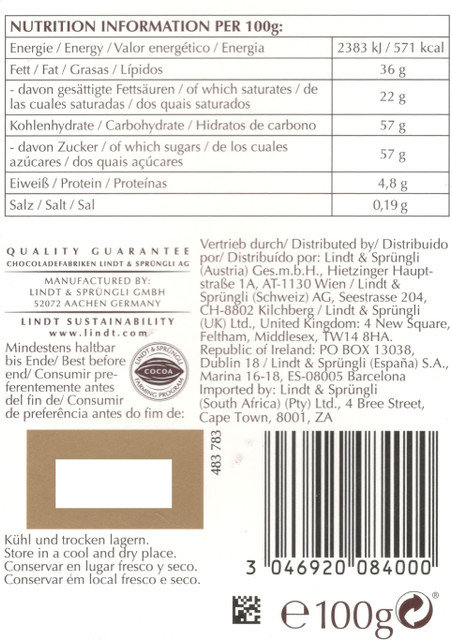 NUTRITION INFORMATION PER 100g:
Energie / Energy / Valor energético / Energia 2383 kJ / 571 kcal
Fett / Fat / Grasas / Lípidos 36 g
- davon gesättigte Fettsäuren / of which saturates / de
las cuales saturadas / dos quais saturados 22 g
Kohlenhydrate / Carbohydrate / Hidratos de carbono 57 g
- davon Zucker / of which sugars / de los cuales
azúcares / dos quais açúcares 57 g
Eiweiß / Protein / Proteínas 4,8 g
Salz / Salt / Sal 0,19 g
QUALITY GUARANTEE
CHOCOLADEFABRIKEN LINDT & SPRÜNGLI AG
MANUFACTURED BY:
LINDT & SPRÜNGLI GMBH
52072 AACHEN GERMANY
LINDT SUSTAINABILITY
www.lindt.com
Mindestens haltbar
bis Ende/ Best before
end/ Consumir pre-
ferentemente antes
del fin de/ Consumir
de preferência antes do fim de:
LINDT & SPRÜNGLI
COCOA
FARMING PROGRAM
Vertrieb durch/ Distributed by/ Distribuido
por/ Distribuído por: Lindt & Sprüngli
(Austria) Ges.m.b.H., Hietzinger Haupt-
straße 1A, AT-1130 Wien / Lindt &
Sprüngli (Schweiz) AG, Seestrasse 204,
CH-8802 Kilchberg / Lindt & Sprüngli
(UK) Ltd., United Kingdom: 4 New Square,
Feltham, Middlesex, TW14 8HA.
Republic of Ireland: PO BOX 13038,
Dublin 18 / Lindt & Sprüngli (España) S.A.,
Marina 16-18, ES-08005 Barcelona
Imported by: Lindt & Sprüngli
(South Africa) (Pty) Ltd., 4 Bree Street,
Cape Town, 8001, ZA
483 783
Kühl und trocken lagern.
Store in a cool and dry place.
Conservar en lugar fresco y seco.
Conservar em local fresco e seco.
3 046920 084000
℮100g
®